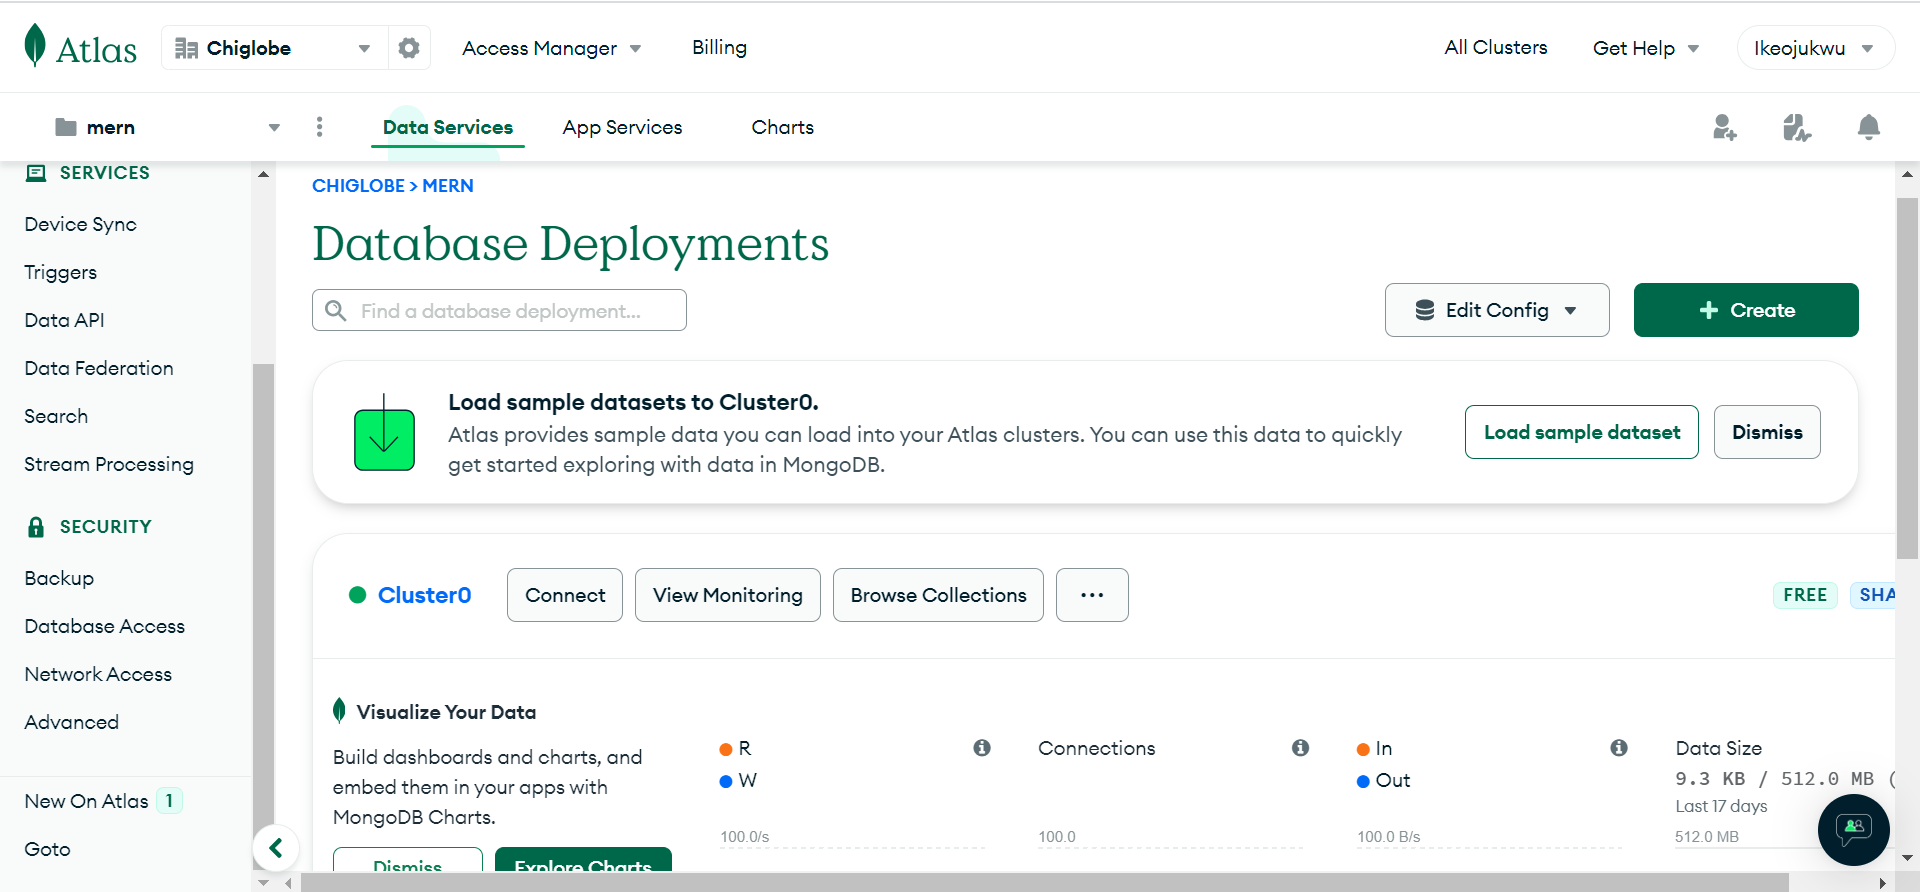 Atlas
Chiglobe
Access Manager
Billing
All Clusters
Get Help
Ikeojukwu
mern
Data Services
App Services
Charts
SERVICES
Device Sync
Triggers
Data API
Data Federation
Search
Stream Processing
SECURITY
Backup
Database Access
Network Access
Advanced
New On Atlas 1
Goto
CHIGLOBE > MERN
Database Deployments
Find a database deployment...
Edit Config
+ Create
Load sample datasets to Cluster0.
Atlas provides sample data you can load into your Atlas clusters. You can use this data to quickly
get started exploring with data in MongoDB.
Load sample dataset
Dismiss
Cluster0
Connect
View Monitoring
Browse Collections
...
FREE
SHA
Visualize Your Data
Build dashboards and charts, and
embed them in your apps with
MongoDB Charts.
Dismiss
Explore Charts
R
W
100.0/s
Connections
100.0
In
Out
100.0 B/s
Data Size
9.3 KB / 512.0 MB (
Last 17 days
512.0 MB